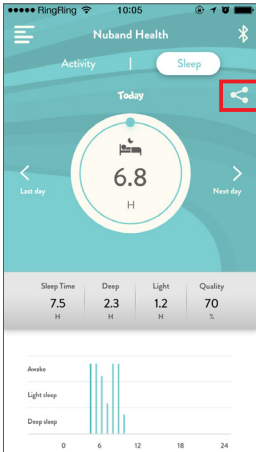 RingRing 10:05
Nuband Health
Activity | Sleep
Today
6.8
H
Last day Next day
Sleep Time Deep Light Quality
7.5 2.3 1.2 70
H H H %
Awake
Light sleep
Deep sleep
0 6 12 18 24